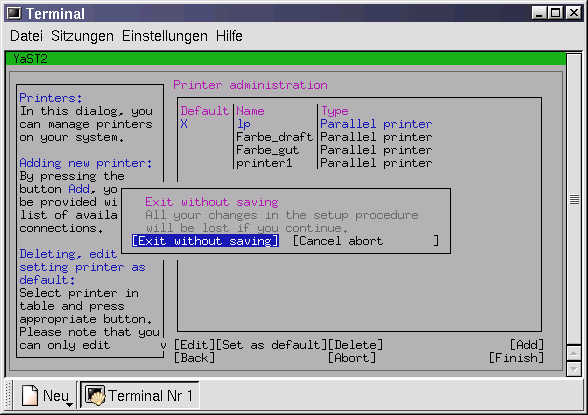 Terminal
Datei Sitzungen Einstellungen Hilfe
YaST2
Printers:
In this dialog, you
can manage printers
on your system.
Adding new printer:
By pressing the
button Add, yo
be provided wi
list of availa
connections.
Deleting, edit
setting printer as
default:
Select printer in
table and press
appropriate button.
Please note that you
can only edit v
Printer administration
Default Name Type
X lp Parallel printer
Farbe_draft Parallel printer
Farbe_gut Parallel printer
printer1 Parallel printer
Exit without saving
All your changes in the setup procedure
will be lost if you continue.
[Exit without saving] [Cancel abort ]
[Edit][Set as default][Delete] [Add]
[Back] [Abort] [Finish]
Neu Terminal Nr 1